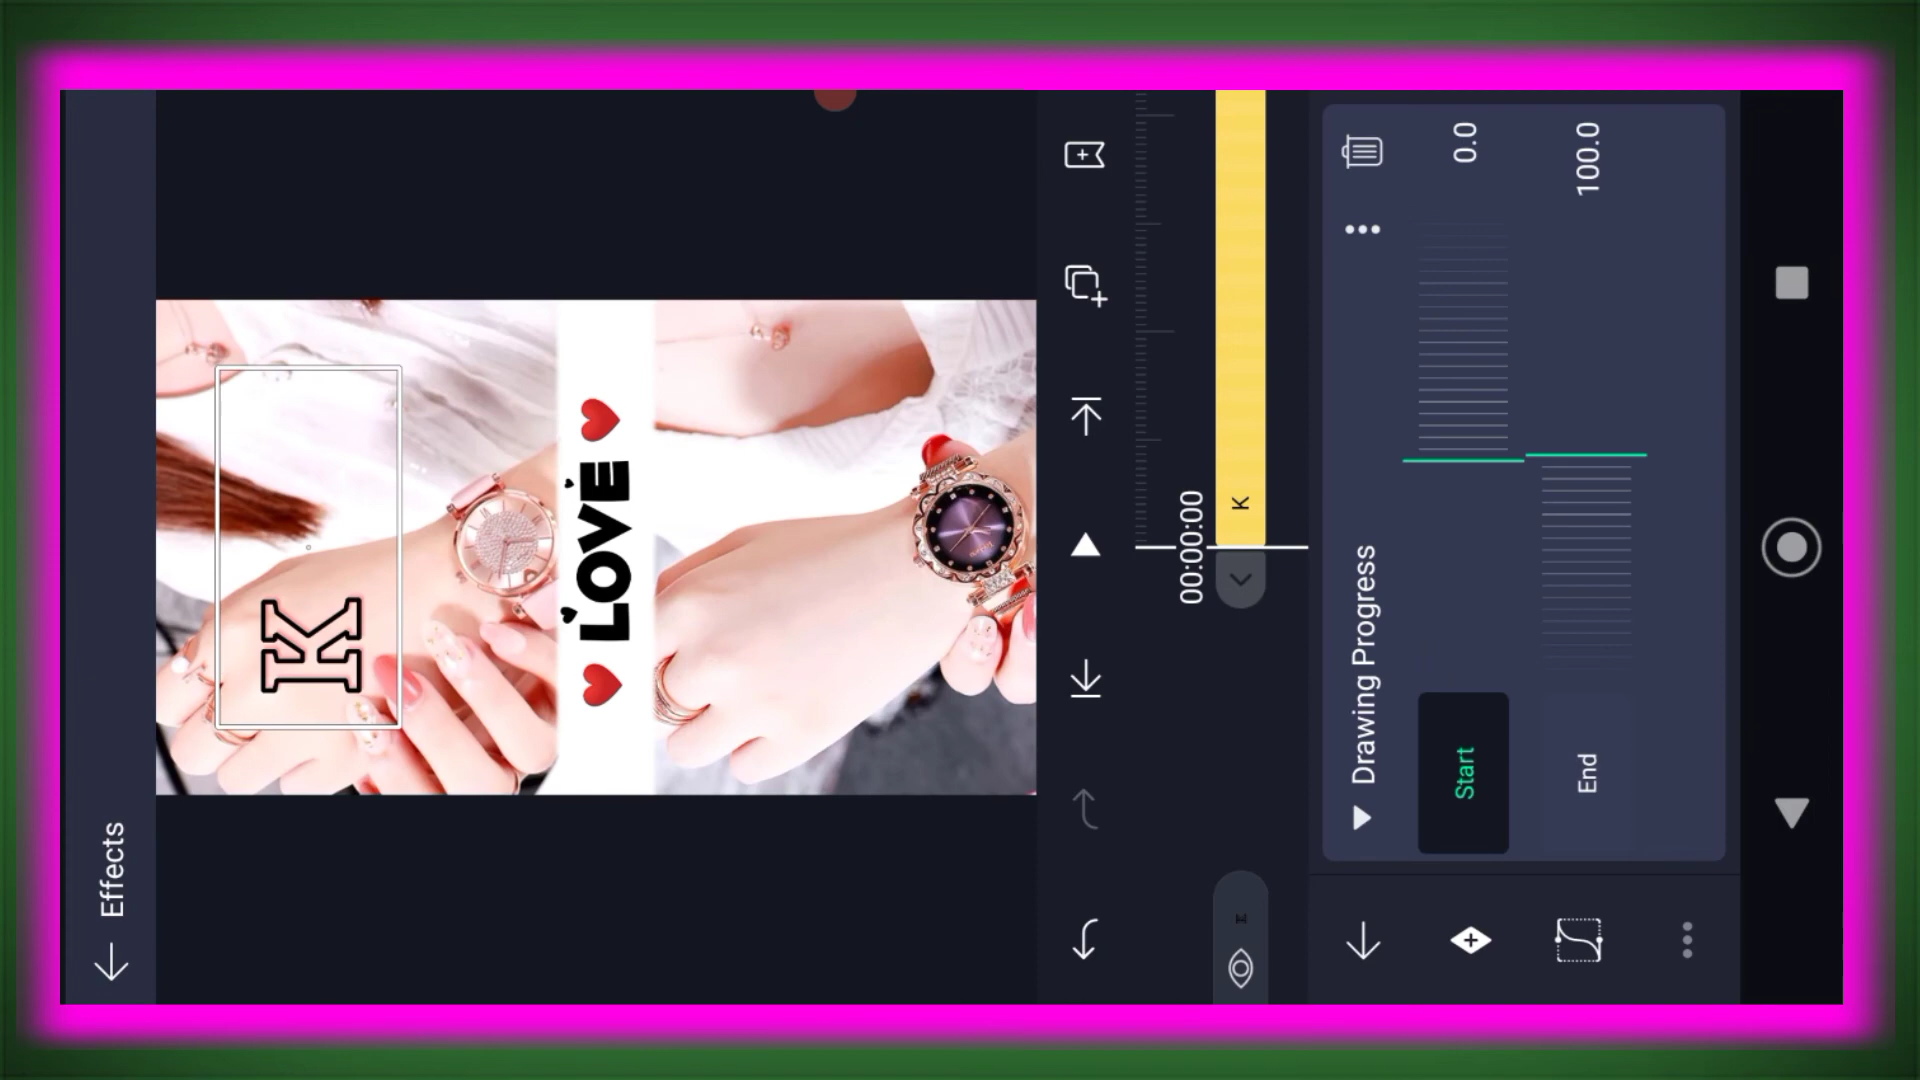 Effects
K
❤ LOVE ❤
00:00:00
K
K
Drawing Progress
Start 0.0
End 100.0